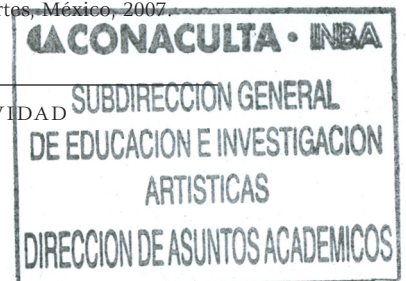 rtes, México, 2007.
CONACULTA • INBA
VIDAD
SUBDIRECCION GENERAL
DE EDUCACION E INVESTIGACION
ARTISTICAS
DIRECCION DE ASUNTOS ACADEMICOS